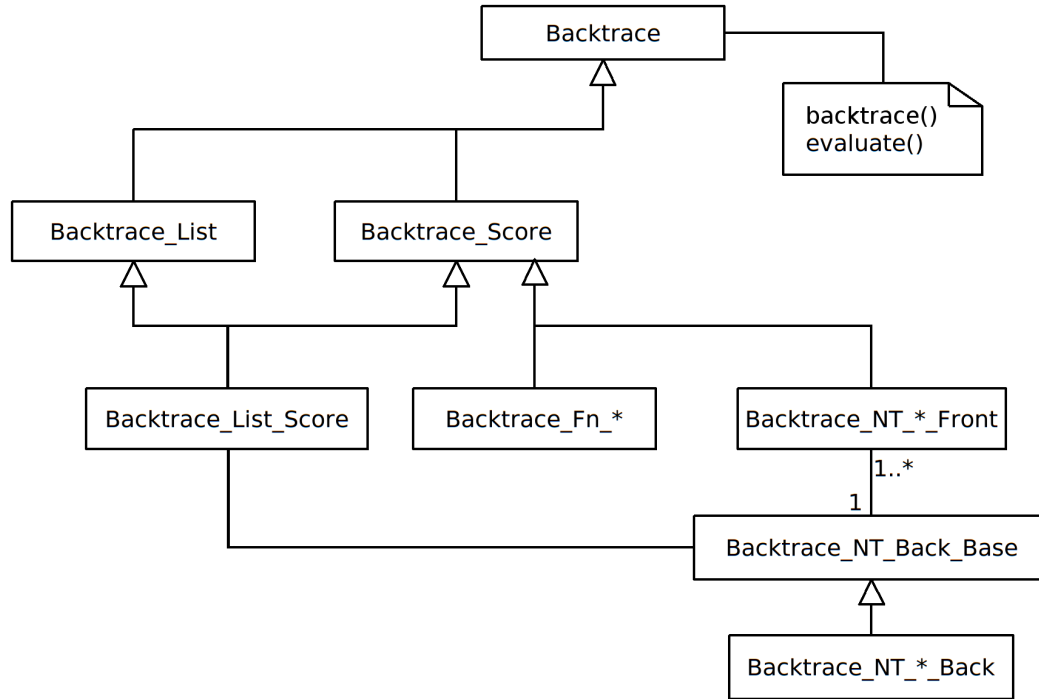 Backtrace
backtrace()
evaluate()
Backtrace_List
Backtrace_Score
Backtrace_List_Score
Backtrace_Fn_*
Backtrace_NT_*_Front
1..*
1
Backtrace_NT_Back_Base
Backtrace_NT_*_Back